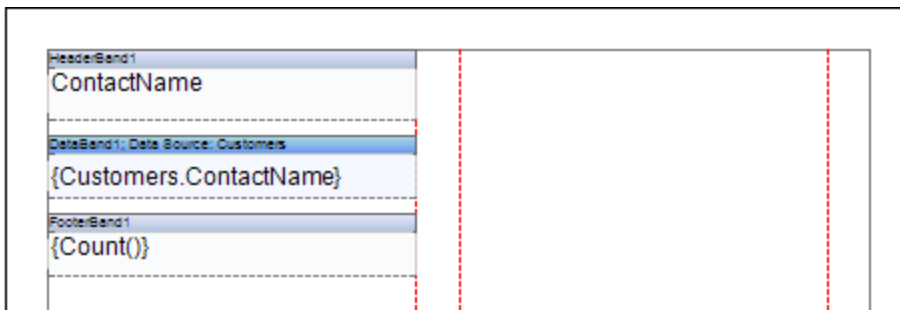 HeaderBand1
ContactName
DataBand1; Data Source: Customers
{Customers.ContactName}
FooterBand1
{Count()}